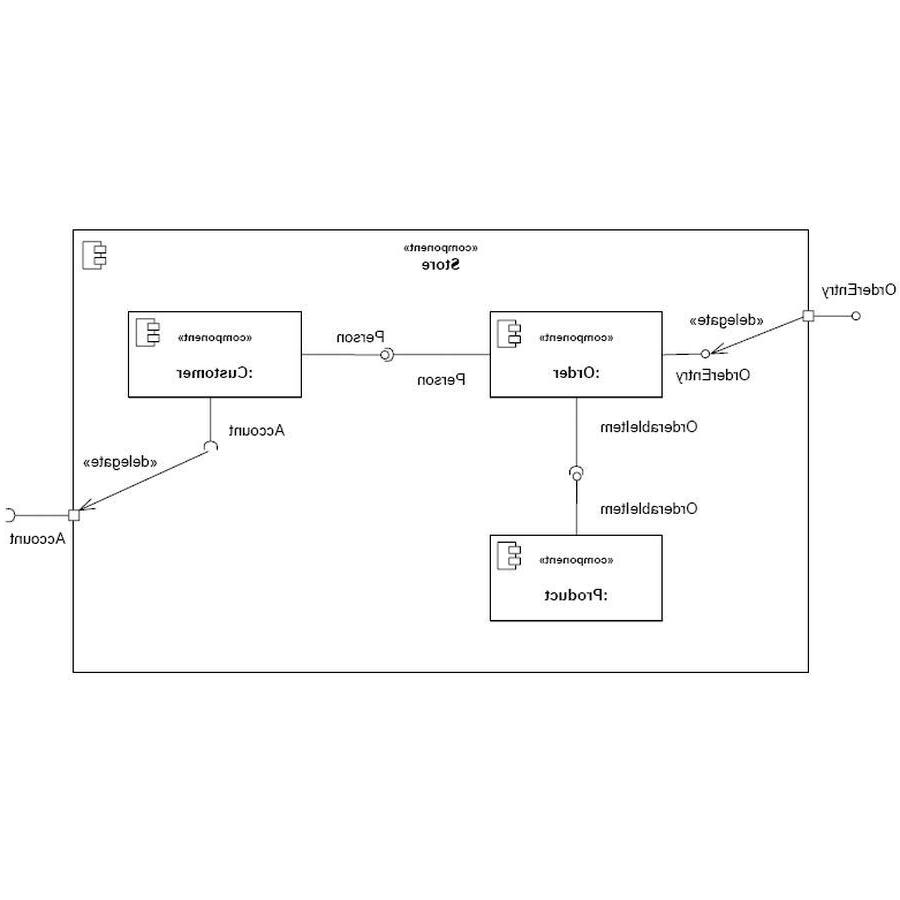 «component»
Store
OrderEntry
«delegate»
OrderEntry
«component»
:Order
Person
Person
«component»
:Customer
OrderableItem
OrderableItem
Account
«delegate»
Account
«component»
:Product